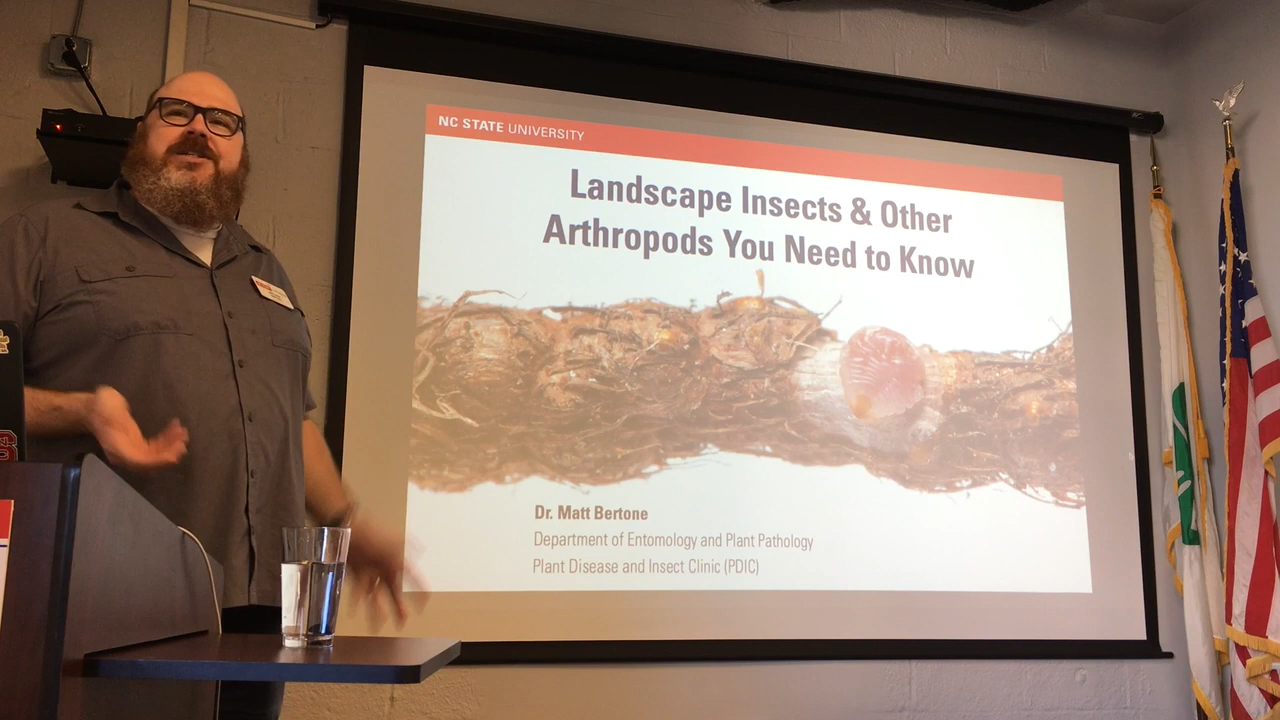 NC STATE UNIVERSITY
Landscape Insects & Other
Arthropods You Need to Know
Dr. Matt Bertone
Department of Entomology and Plant Pathology
Plant Disease and Insect Clinic (PDIC)